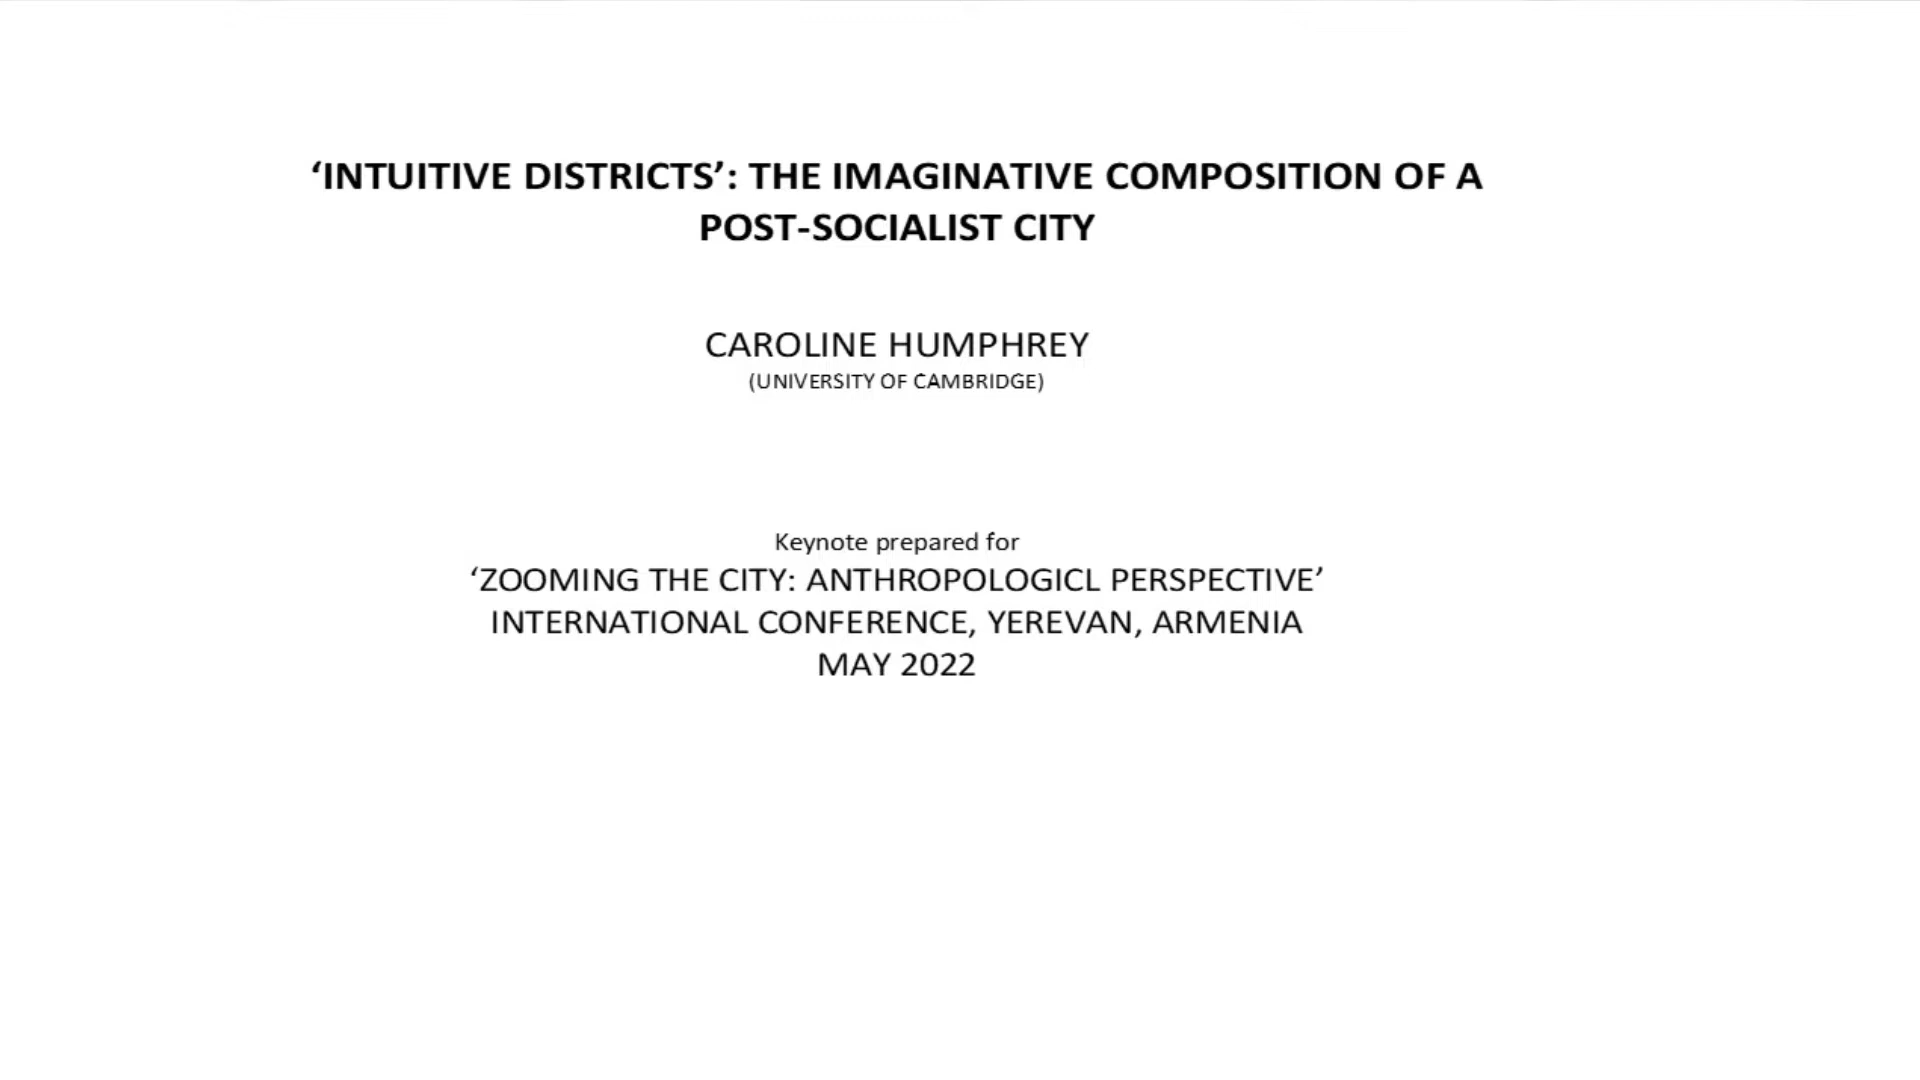 ‘INTUITIVE DISTRICTS’: THE IMAGINATIVE COMPOSITION OF A
POST-SOCIALIST CITY
CAROLINE HUMPHREY
(UNIVERSITY OF CAMBRIDGE)
Keynote prepared for
‘ZOOMING THE CITY: ANTHROPOLOGICL PERSPECTIVE’
INTERNATIONAL CONFERENCE, YEREVAN, ARMENIA
MAY 2022